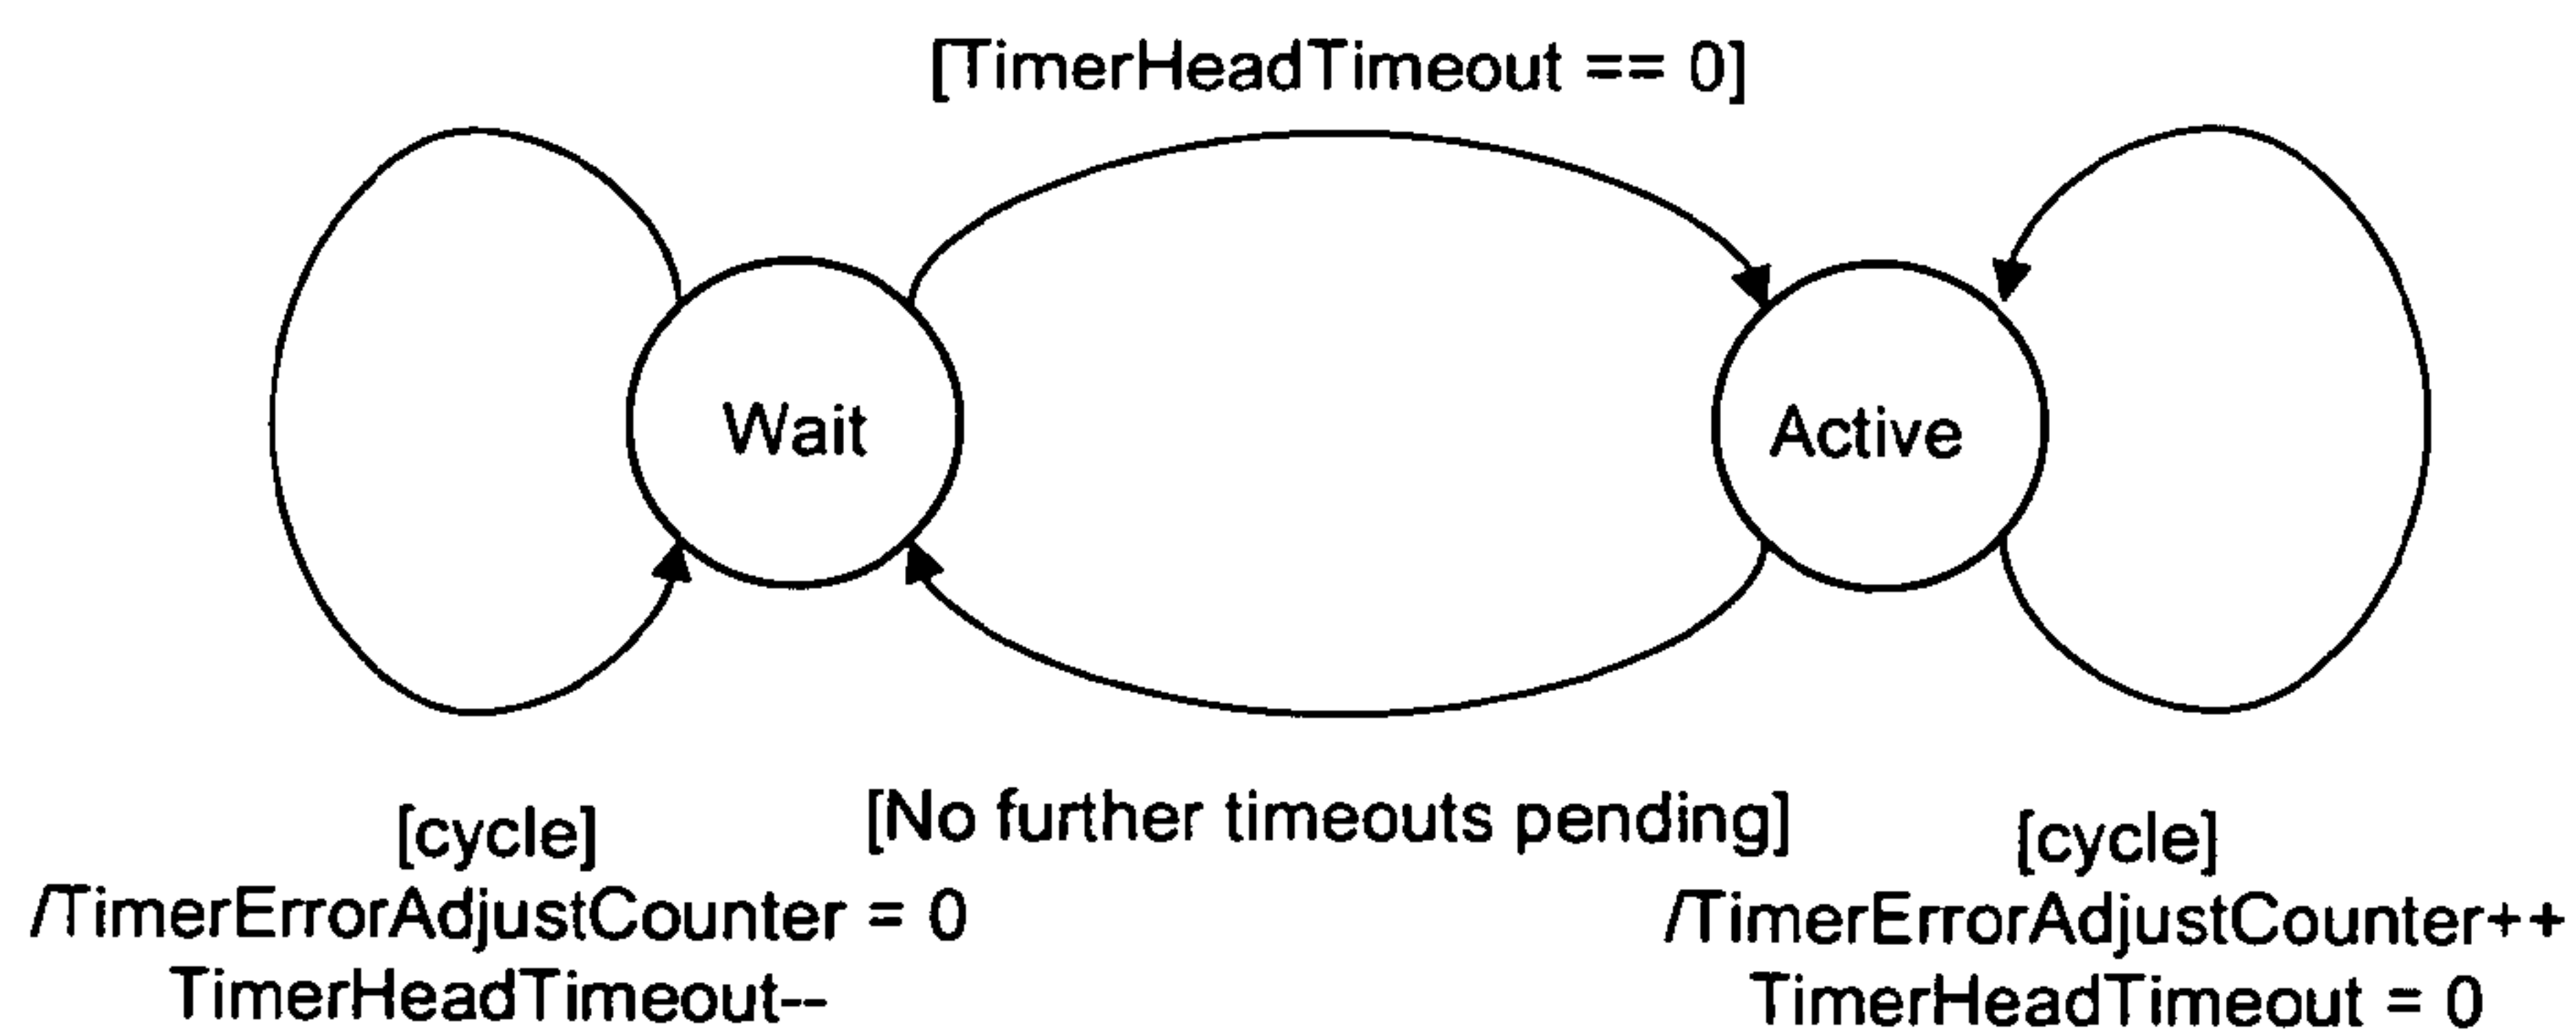 [TimerHeadTimeout == 0]
Wait
Active
[No further timeouts pending]
[cycle]
/TimerErrorAdjustCounter = 0
TimerHeadTimeout--
[cycle]
/TimerErrorAdjustCounter++
TimerHeadTimeout = 0